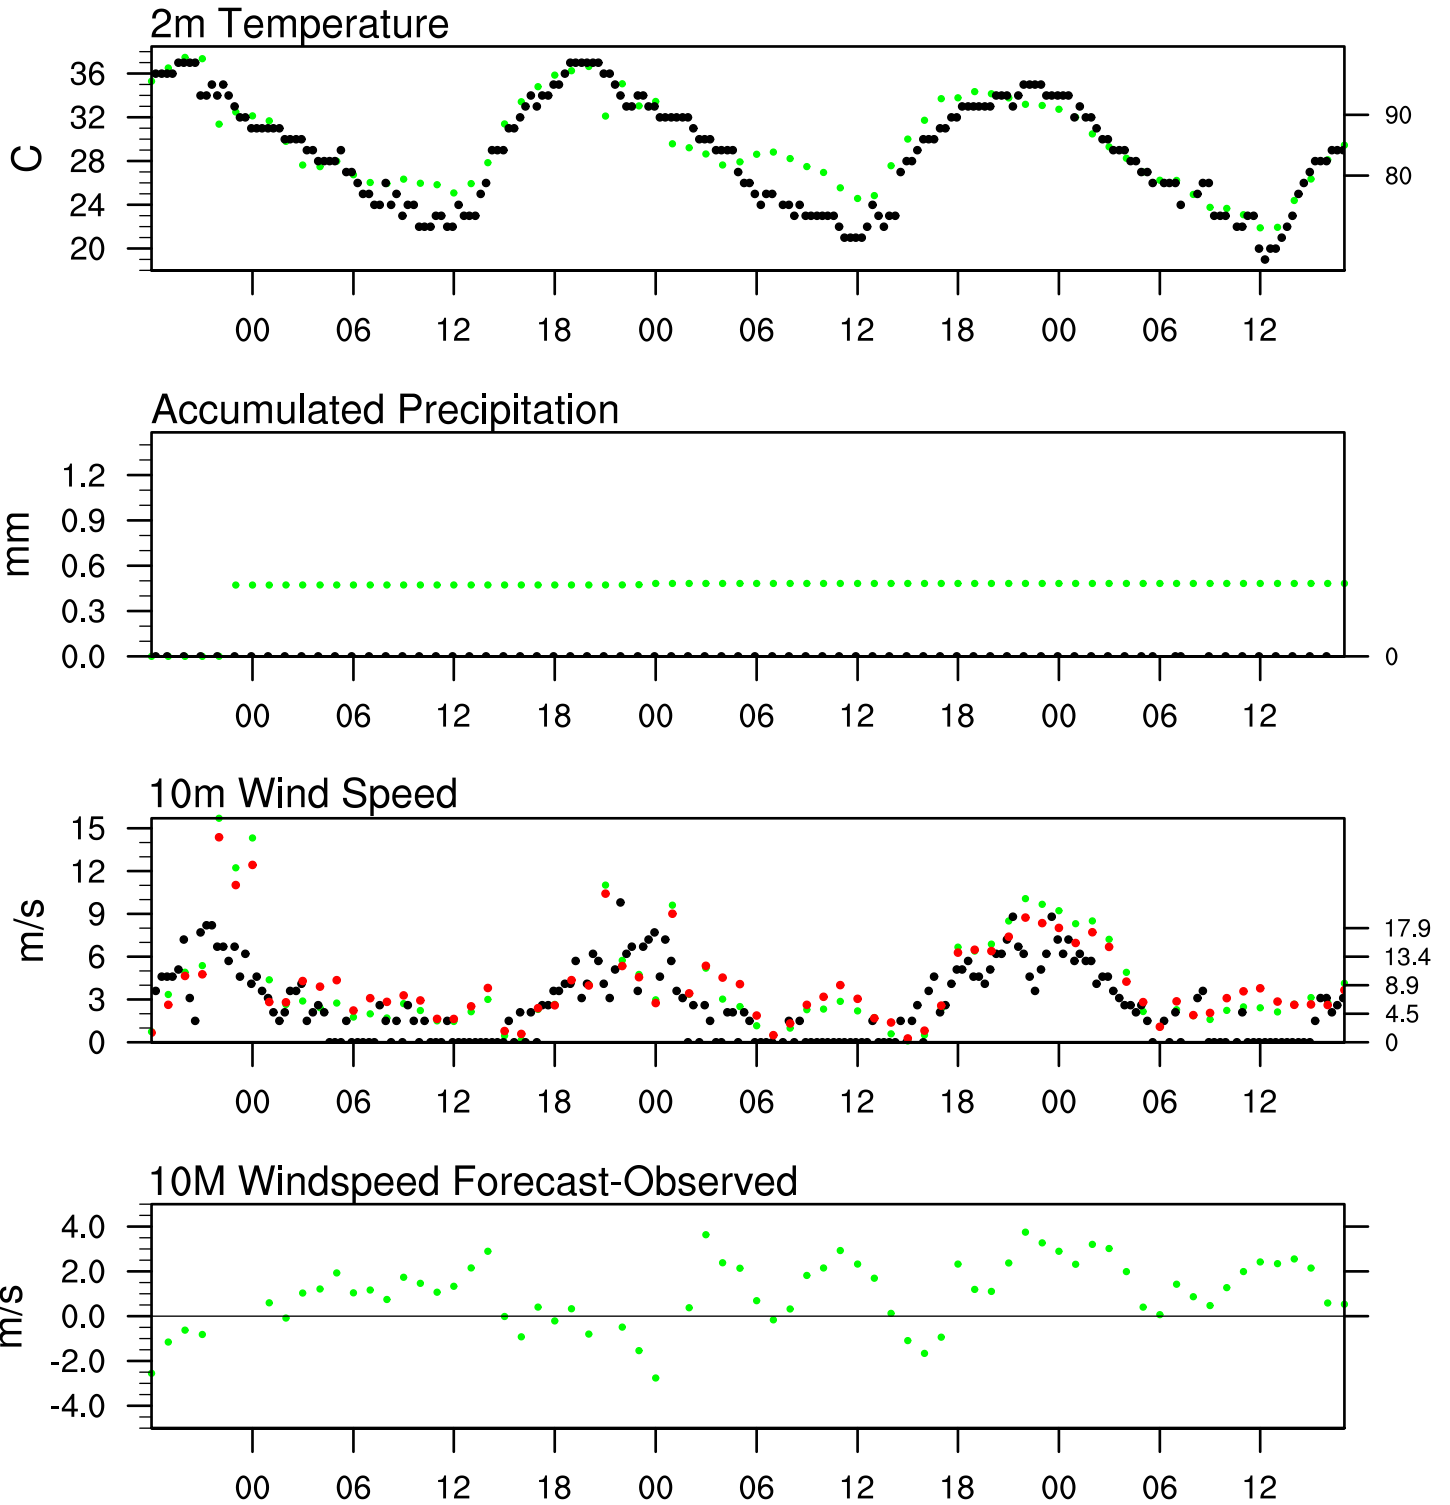 2m Temperature
C
36
32
28
24
20
90
80
00 06 12 18 00 06 12 18 00 06 12
Accumulated Precipitation
mm
1.2
0.9
0.6
0.3
0.0
0
00 06 12 18 00 06 12 18 00 06 12
10m Wind Speed
m/s
15
12
9
6
3
0
17.9
13.4
8.9
4.5
0
00 06 12 18 00 06 12 18 00 06 12
10M Windspeed Forecast-Observed
m/s
4.0
2.0
0.0
-2.0
-4.0
00 06 12 18 00 06 12 18 00 06 12